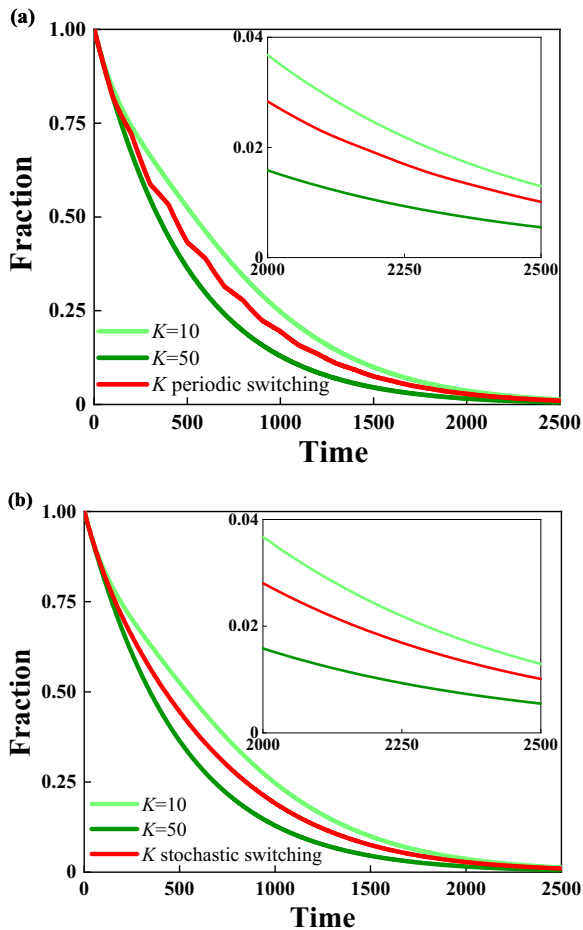 (a)
1.00
0.75
0.50
0.25
0
Fraction
0.04
0.02
0
2000 2250 2500
K=10
K=50
K periodic switching
0 500 1000 1500 2000 2500
Time
(b)
1.00
0.75
0.50
0.25
0
Fraction
0.04
0.02
0
2000 2250 2500
K=10
K=50
K stochastic switching
0 500 1000 1500 2000 2500
Time